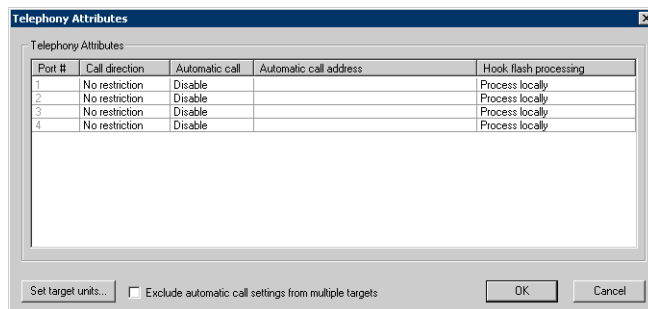 Telephony Attributes
Telephony Attributes
Port # Call direction Automatic call Automatic call address Hook flash processing
1 No restriction Disable Process locally
2 No restriction Disable Process locally
3 No restriction Disable Process locally
4 No restriction Disable Process locally
Set target units... Exclude automatic call settings from multiple targets OK Cancel